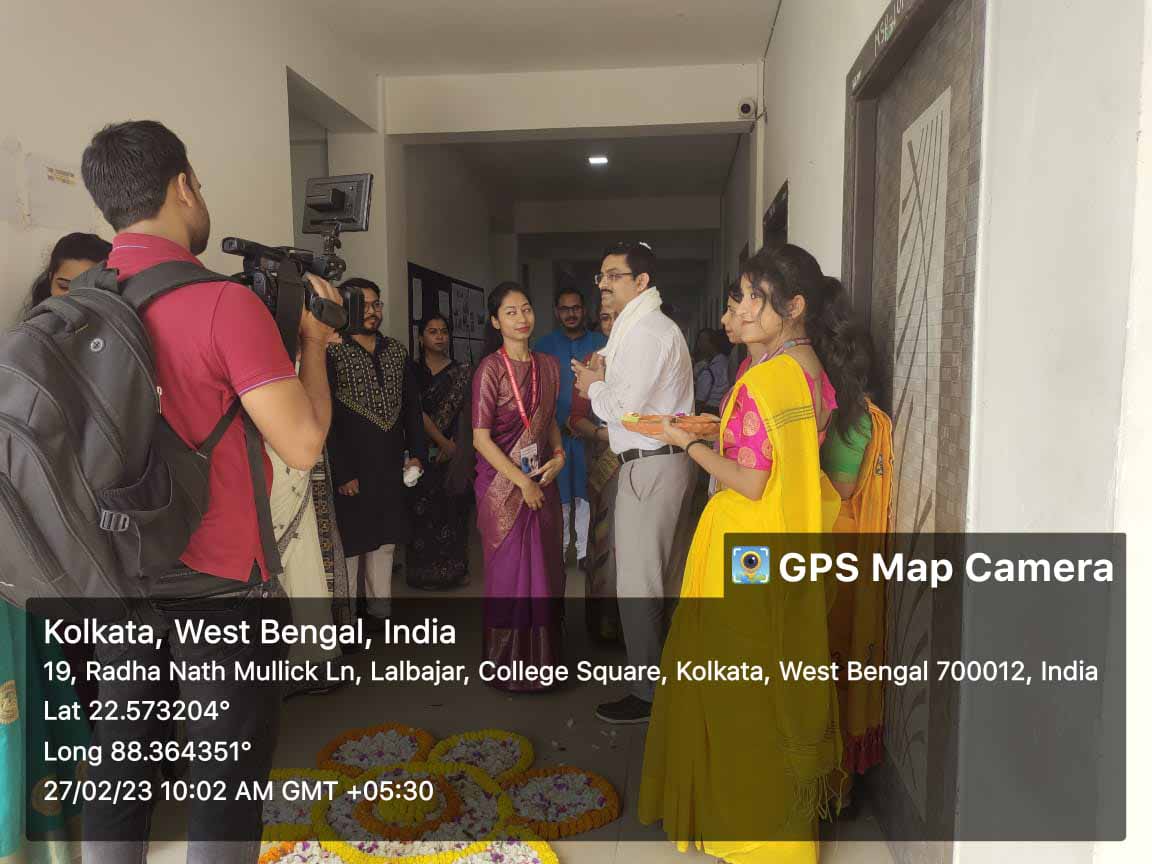 GPS Map Camera
Kolkata, West Bengal, India
19, Radha Nath Mullick Ln, Lalbajar, College Square, Kolkata, West Bengal 700012, India
Lat 22.573204°
Long 88.364351°
27/02/23 10:02 AM GMT +05:30